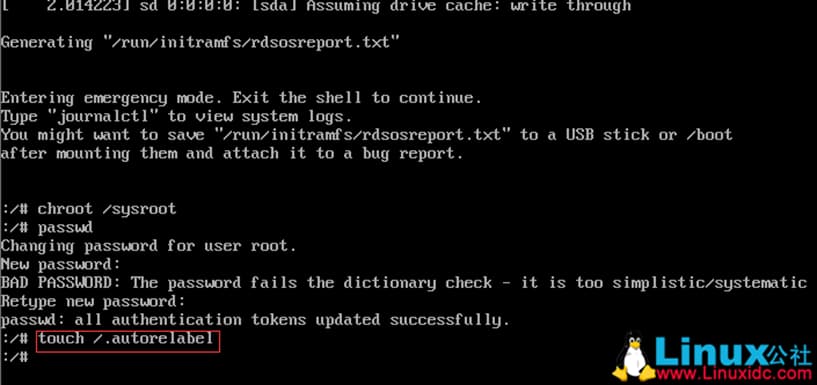 [    2.014223] sd 0:0:0:0: [sda] Assuming drive cache: write through
Generating "/run/initramfs/rdsosreport.txt"
Entering emergency mode. Exit the shell to continue.
Type "journalctl" to view system logs.
You might want to save "/run/initramfs/rdsosreport.txt" to a USB stick or /boot
after mounting them and attach it to a bug report.
:/# chroot /sysroot
:/# passwd
Changing password for user root.
New password:
BAD PASSWORD: The password fails the dictionary check - it is too simplistic/systematic
Retype new password:
passwd: all authentication tokens updated successfully.
:/# touch /.autorelabel
:/#
Linux公社
www.Linuxidc.com